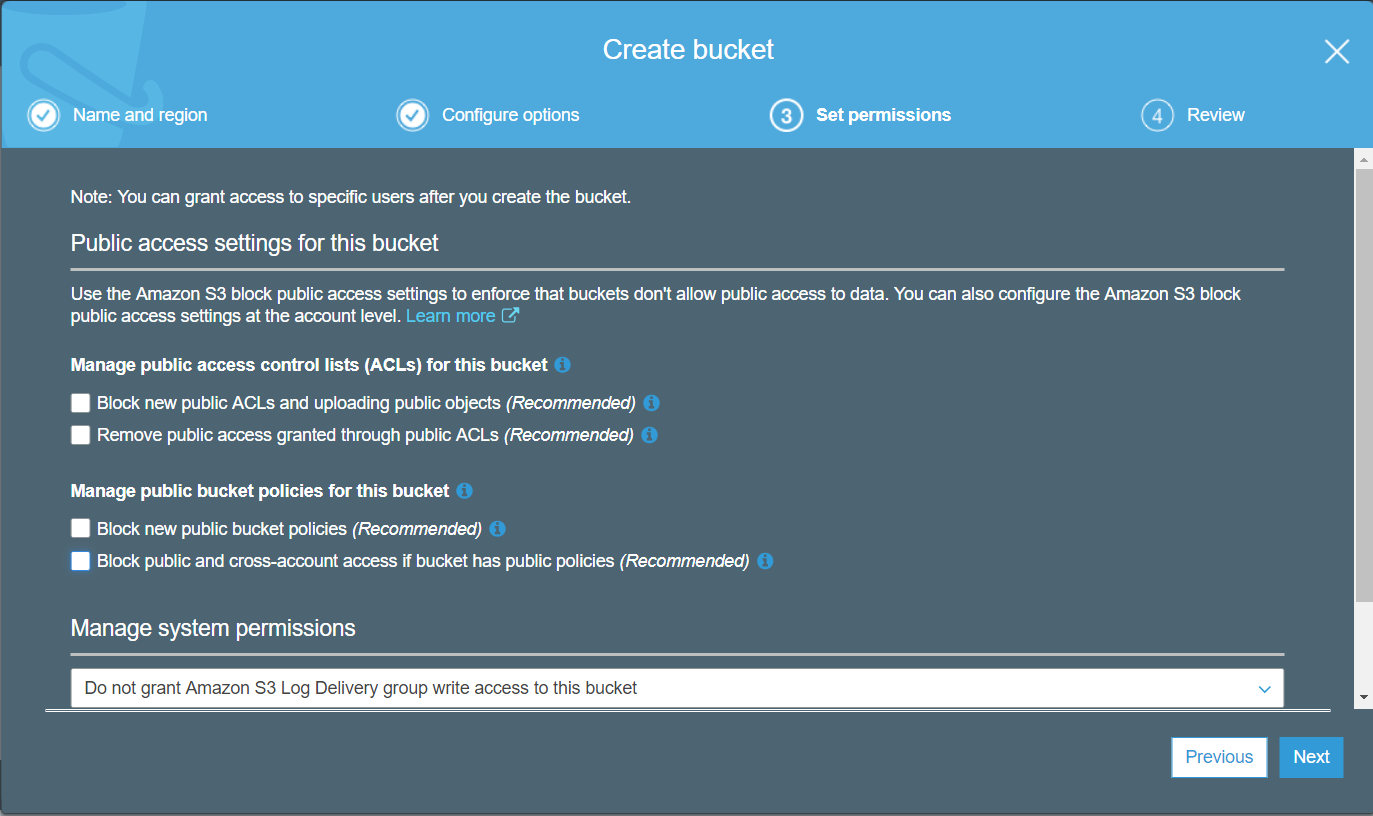 Create bucket
Name and region
Configure options
3 Set permissions
4 Review
Note: You can grant access to specific users after you create the bucket.
Public access settings for this bucket
Use the Amazon S3 block public access settings to enforce that buckets don't allow public access to data. You can also configure the Amazon S3 block
public access settings at the account level. Learn more
Manage public access control lists (ACLs) for this bucket
Block new public ACLs and uploading public objects (Recommended)
Remove public access granted through public ACLs (Recommended)
Manage public bucket policies for this bucket
Block new public bucket policies (Recommended)
Block public and cross-account access if bucket has public policies (Recommended)
Manage system permissions
Do not grant Amazon S3 Log Delivery group write access to this bucket
Previous
Next